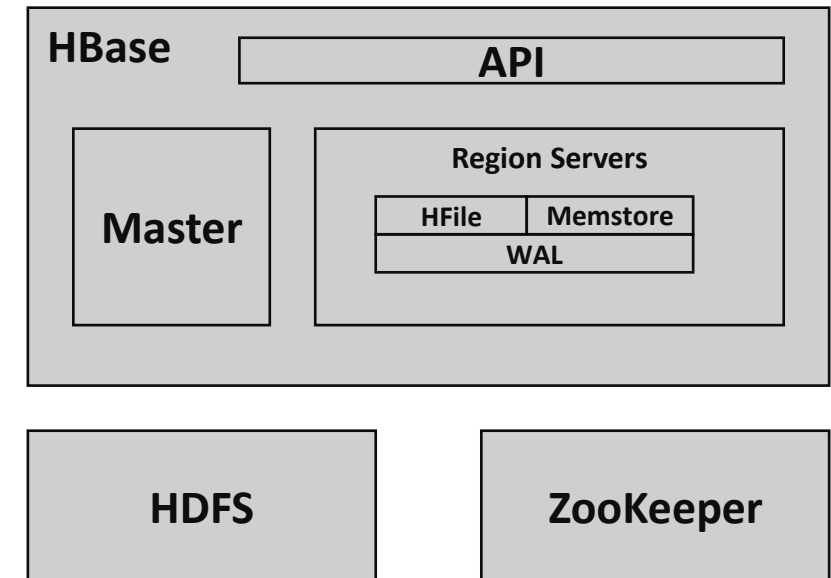 HBase
API
Master
Region Servers
HFile
Memstore
WAL
HDFS
ZooKeeper